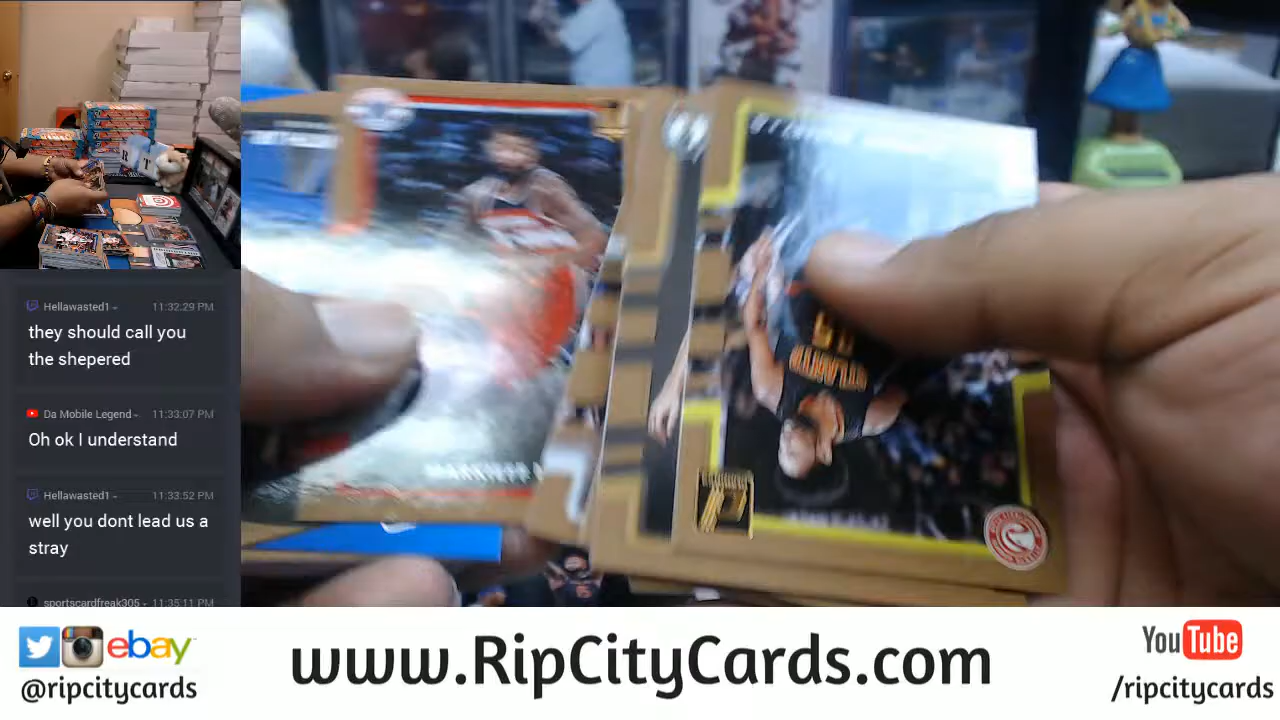 Hellawasted1
11:32:29 PM
they should call you
the shepered
Da Mobile Legend
11:33:07 PM
Oh ok I understand
Hellawasted1
11:33:52 PM
well you dont lead us a
stray
sportscardfreak305
11:35:11 PM
ATLANTA
ebay
@ripcitycards
www.RipCityCards.com
YouTube
/ripcitycards